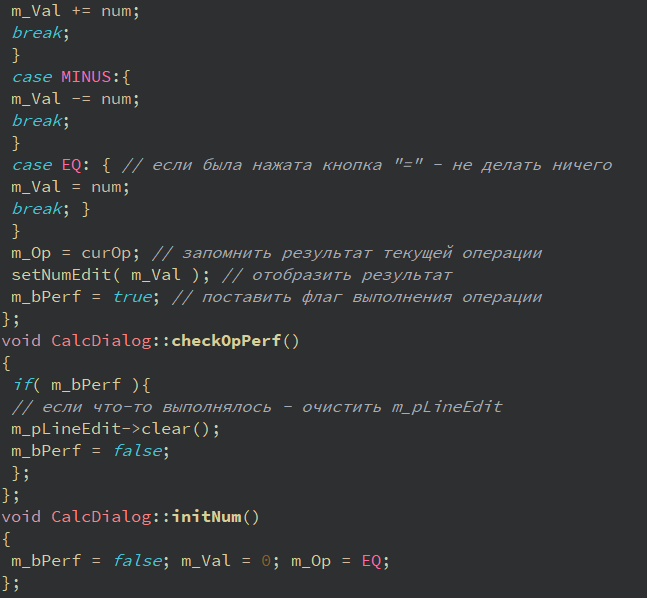 m_Val += num;
break;
}
case MINUS:{
m_Val -= num;
break;
}
case EQ: { // если была нажата кнопка "=" - не делать ничего
m_Val = num;
break; }
}
m_Op = curOp; // запомнить результат текущей операции
setNumEdit( m_Val ); // отобразить результат
m_bPerf = true; // поставить флаг выполнения операции
};
void CalcDialog::checkOpPerf()
{
if( m_bPerf ){
// если что-то выполнялось - очистить m_pLineEdit
m_pLineEdit->clear();
m_bPerf = false;
};
};
void CalcDialog::initNum()
{
m_bPerf = false; m_Val = 0; m_Op = EQ;
};